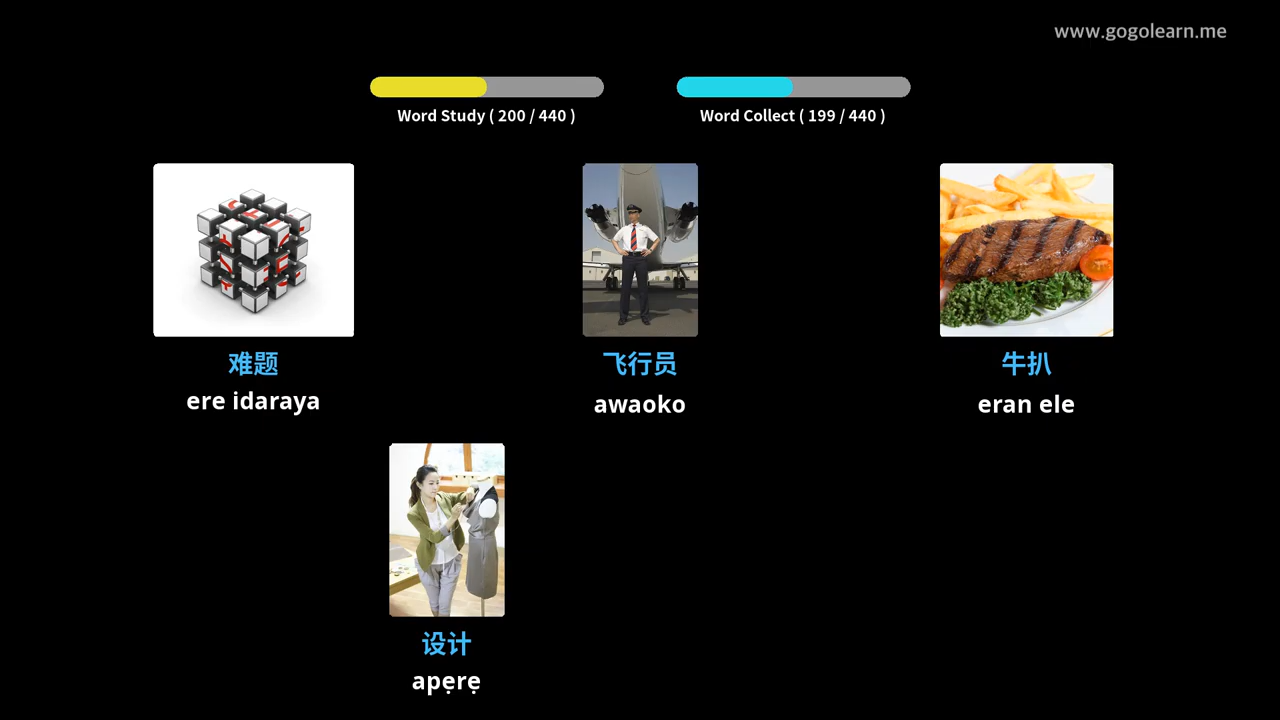 www.gogolearn.me
Word Study ( 200 / 440 )
Word Collect ( 199 / 440 )
难题
ere idaraya
飞行员
awaoko
牛扒
eran ele
设计
apẹrẹ